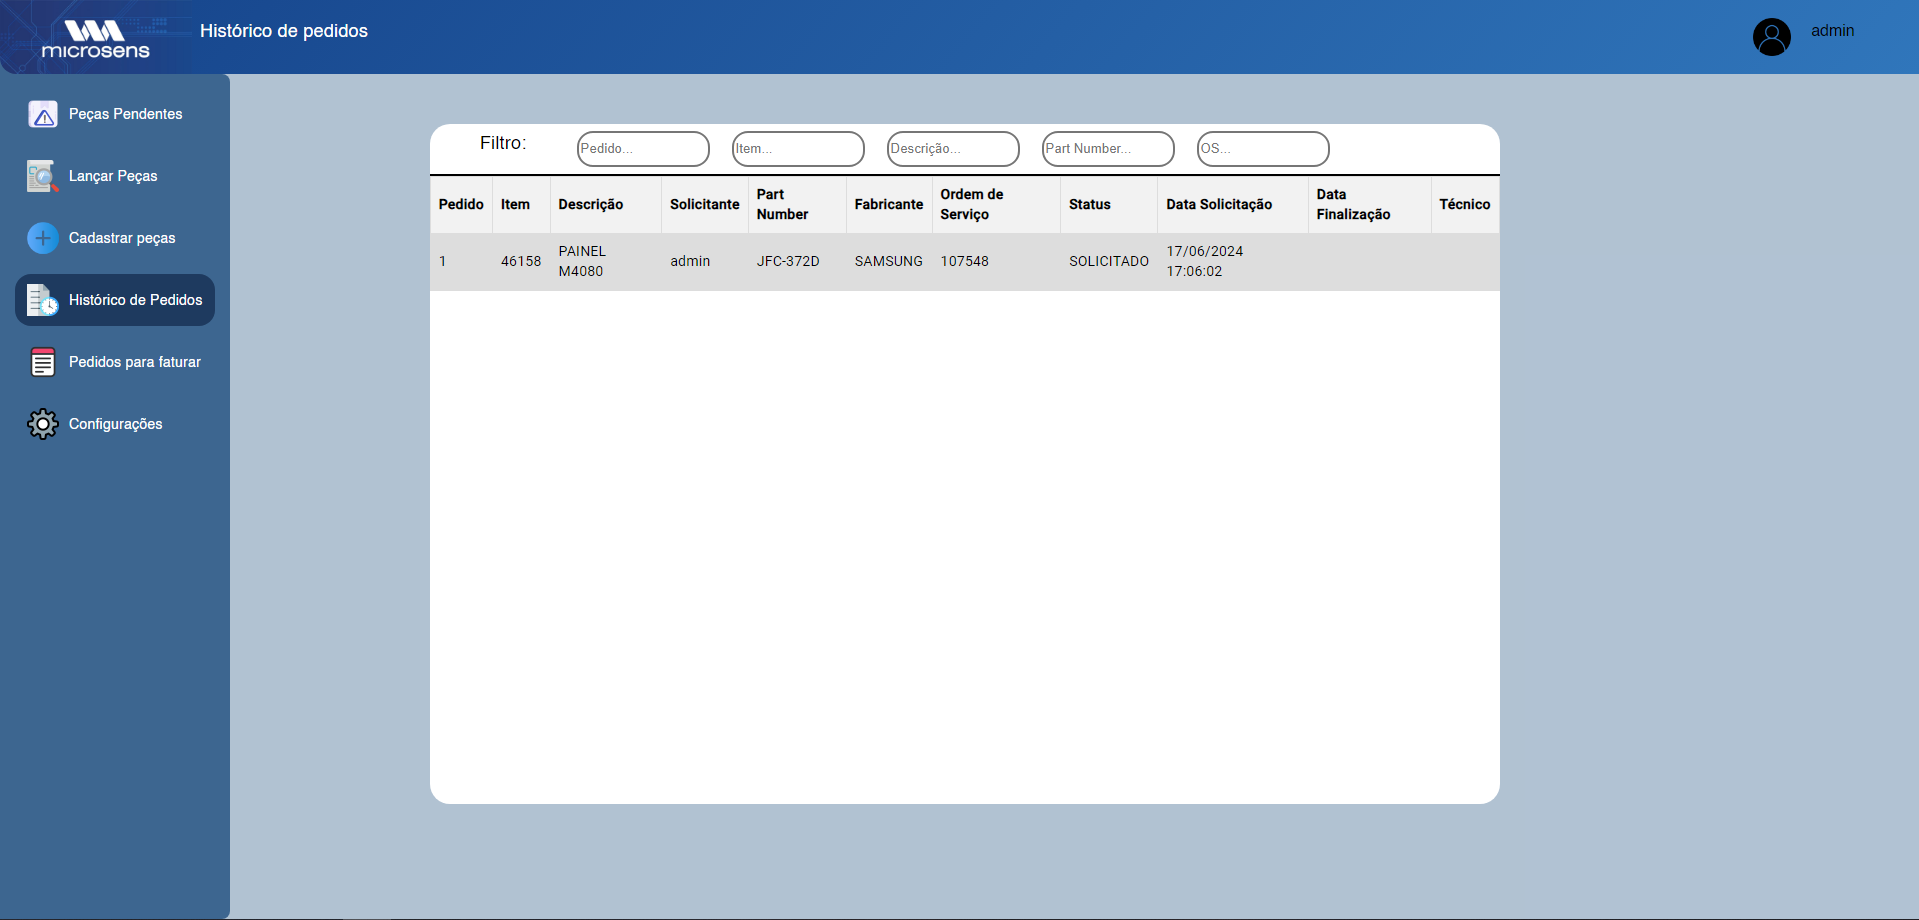 microsens
Histórico de pedidos
admin
Peças Pendentes
Lançar Peças
Cadastrar peças
Histórico de Pedidos
Pedidos para faturar
Configurações
Filtro:
Pedido...
Item...
Descrição...
Part Number...
OS...
Pedido
Item
Descrição
Solicitante
Part
Number
Fabricante
Ordem de
Serviço
Status
Data Solicitação
Data
Finalização
Técnico
1
46158
PAINEL
M4080
admin
JFC-372D
SAMSUNG
107548
SOLICITADO
17/06/2024
17:06:02